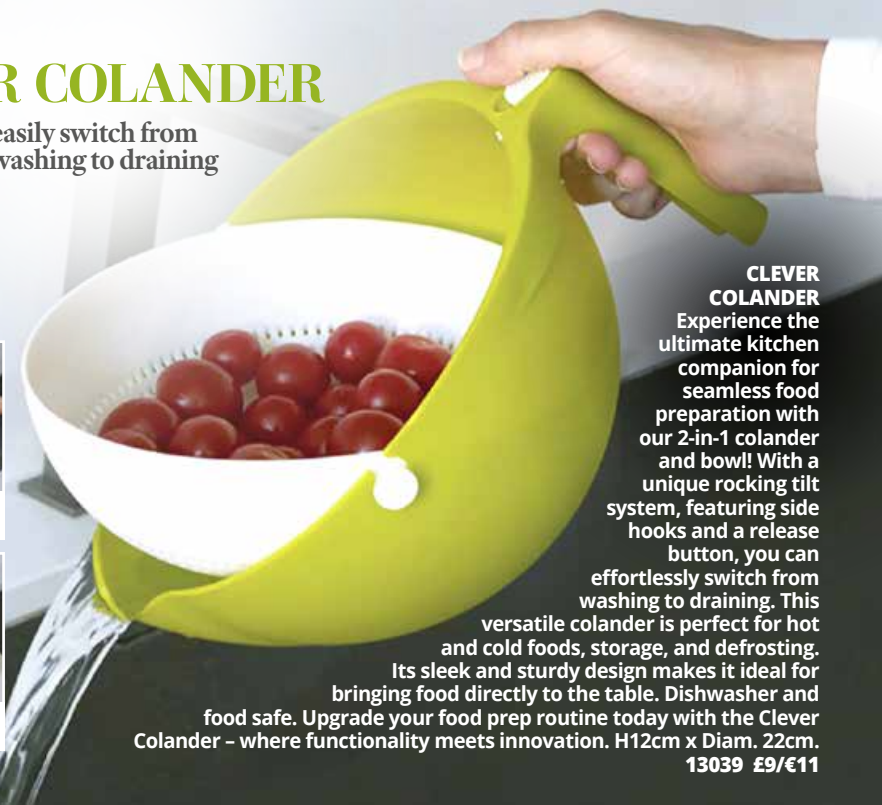 R COLANDER
easily switch from
washing to draining
CLEVER
COLANDER
Experience the
ultimate kitchen
companion for
seamless food
preparation with
our 2-in-1 colander
and bowl! With a
unique rocking tilt
system, featuring side
hooks and a release
button, you can
effortlessly switch from
washing to draining. This
versatile colander is perfect for hot
and cold foods, storage, and defrosting.
Its sleek and sturdy design makes it ideal for
bringing food directly to the table. Dishwasher and
food safe. Upgrade your food prep routine today with the Clever
Colander – where functionality meets innovation. H12cm x Diam. 22cm.
13039 £9/€11